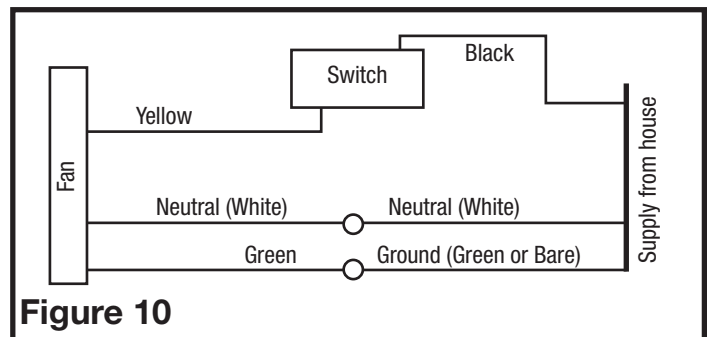 Black
Switch
Yellow
Fan
Neutral (White)
Neutral (White)
Green
Ground (Green or Bare)
Supply from house
Figure 10